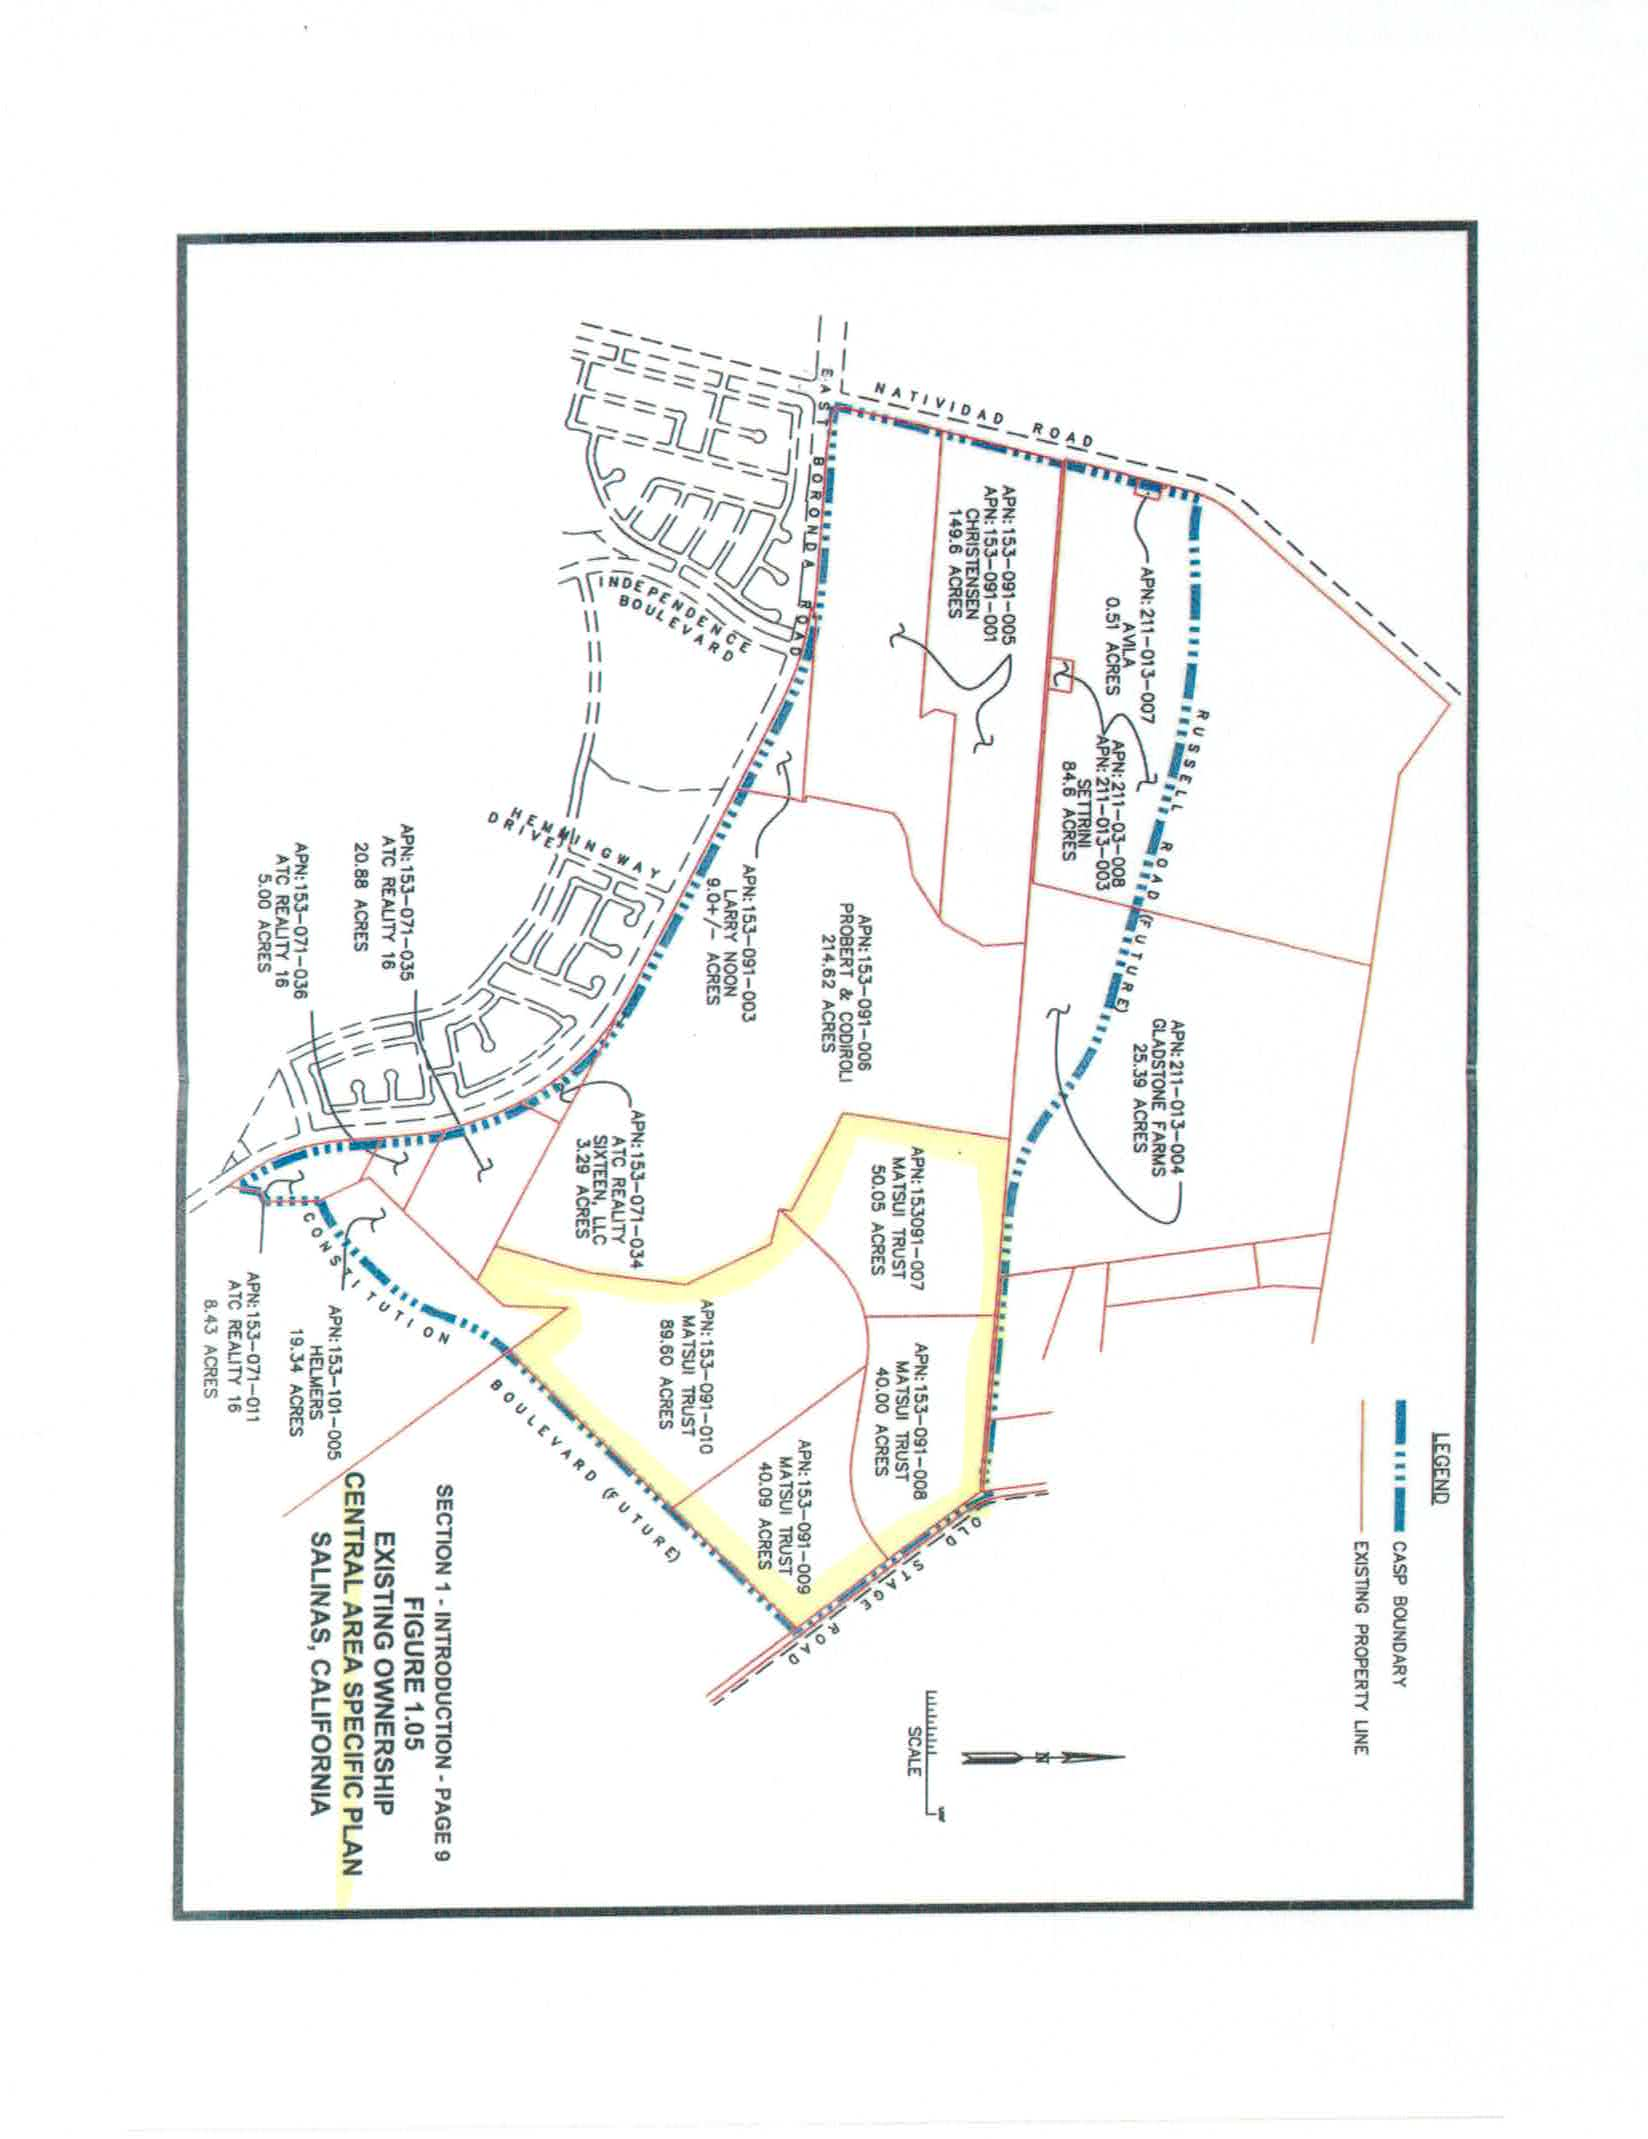 NATIVIDAD ROAD
EAST BORONDA ROAD
INDEPENDENCE
BOULEVARD
HEMMINGWAY
DRIVE
RUSSELL ROAD (FUTURE)
APN:211-013-007
AVILA
0.51 ACRES
APN:211-03-008
APN:211-013-003
SETTRINI
84.6 ACRES
APN:153-091-005
APN:153-091-001
CHRISTENSEN
149.6 ACRES
APN:211-013-004
GLADSTONE FARMS
25.39 ACRES
APN:153-091-006
PROBERT & CODIROLI
214.62 ACRES
APN:153-091-003
LARRY NOON
9.0+/- ACRES
APN:153091-007
MATSUI TRUST
50.05 ACRES
APN:153-091-008
MATSUI TRUST
40.00 ACRES
APN:153-091-009
MATSUI TRUST
40.09 ACRES
APN:153-091-010
MATSUI TRUST
89.60 ACRES
APN:153-071-034
ATC REALITY
SIXTEEN, LLC
3.29 ACRES
APN:153-071-035
ATC REALITY 16
20.88 ACRES
APN:153-071-036
ATC REALITY 16
5.00 ACRES
APN:153-101-005
HELMERS
19.34 ACRES
APN:153-071-011
ATC REALITY 16
8.43 ACRES
CONSTITUTION BOULEVARD (FUTURE)
OLD STAGE ROAD
LEGEND
CASP BOUNDARY
EXISTING PROPERTY LINE
N
SCALE
SECTION 1 - INTRODUCTION - PAGE 9
FIGURE 1.05
EXISTING OWNERSHIP
CENTRAL AREA SPECIFIC PLAN
SALINAS, CALIFORNIA